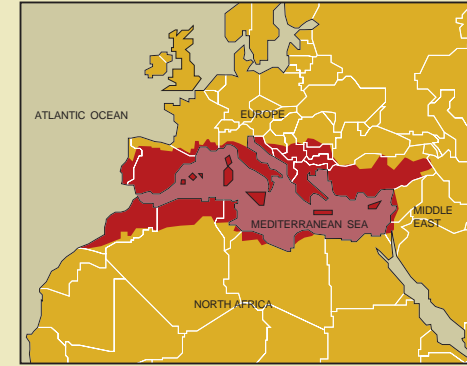 ATLANTIC OCEAN
EUROPE
MEDITERRANEAN SEA
MIDDLE
EAST
NORTH AFRICA